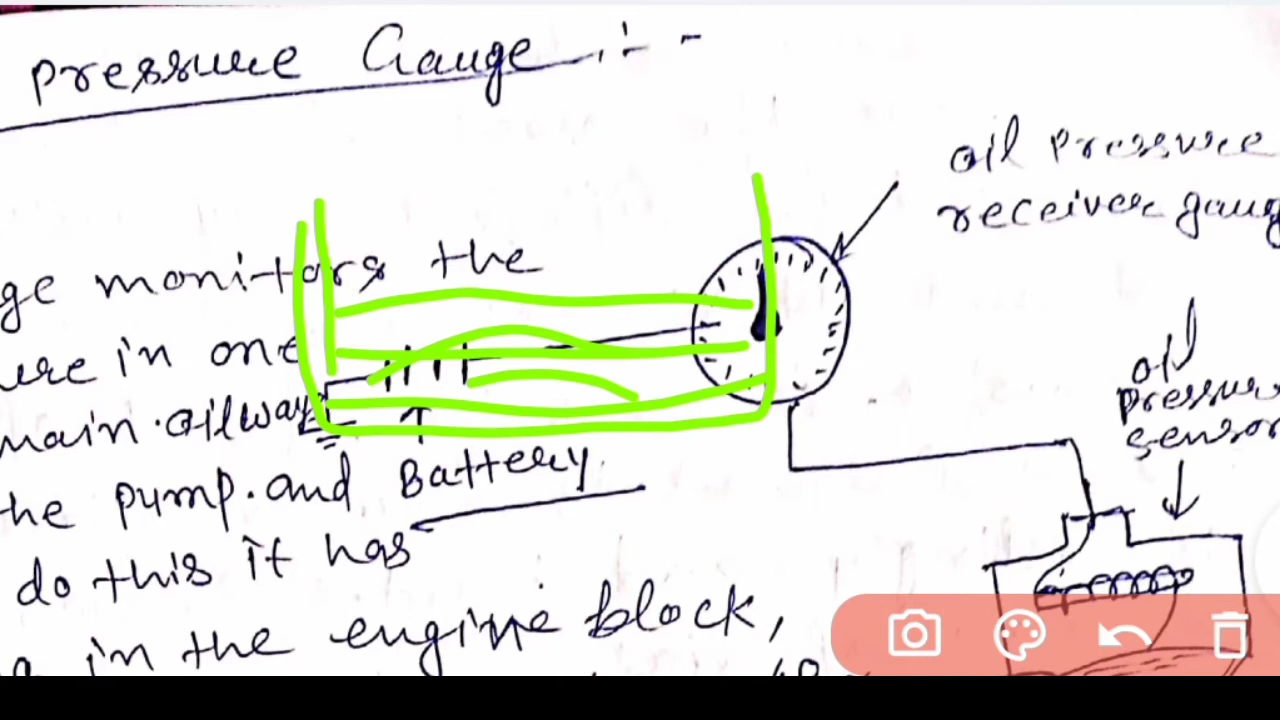 Pressure Gauge :-
oil Pressure
receiver gaug
ge monitors the
ure in one
main oilway
the pump. and Battery
do this it has
in the engine block,
oil
Pressure
sensor